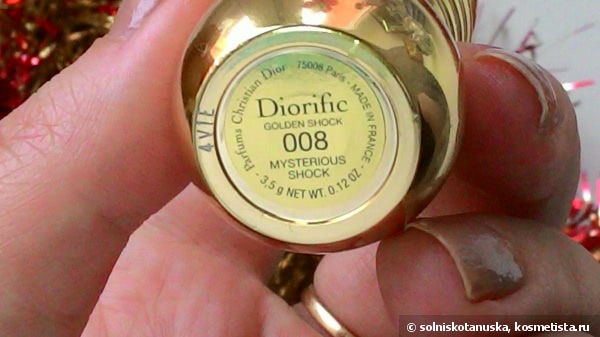 Parfums Christian Dior - 75008 Paris - MADE IN FRANCE -
Diorific
GOLDEN SHOCK
008
MYSTERIOUS
SHOCK
3,5 g NET WT. 0.12 OZ -
4VIE
© solniskotanuska, kosmetista.ru